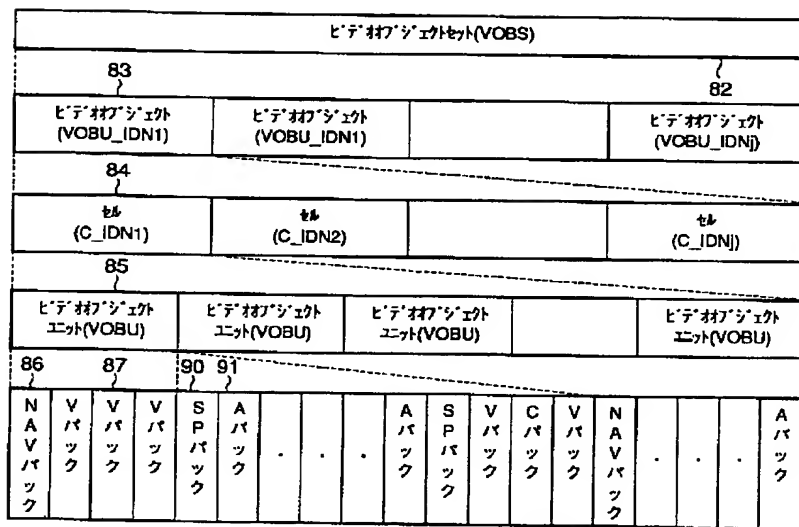 ビデオオブジェクトセット(VOBS)
83
82
ビデオオブジェクト
(VOBU_IDN1)
ビデオオブジェクト
(VOBU_IDN1)
ビデオオブジェクト
(VOBU_IDNj)
84
セル
(C_IDN1)
セル
(C_IDN2)
セル
(C_IDNj)
85
ビデオオブジェクト
ユニット(VOBU)
ビデオオブジェクト
ユニット(VOBU)
ビデオオブジェクト
ユニット(VOBU)
ビデオオブジェクト
ユニット(VOBU)
86
87
90
91
NAVパック
Vパック
Vパック
Vパック
SPパック
Aパック
・
・
・
Aパック
SPパック
Vパック
Cパック
Vパック
NAVパック
・
・
・
Aパック